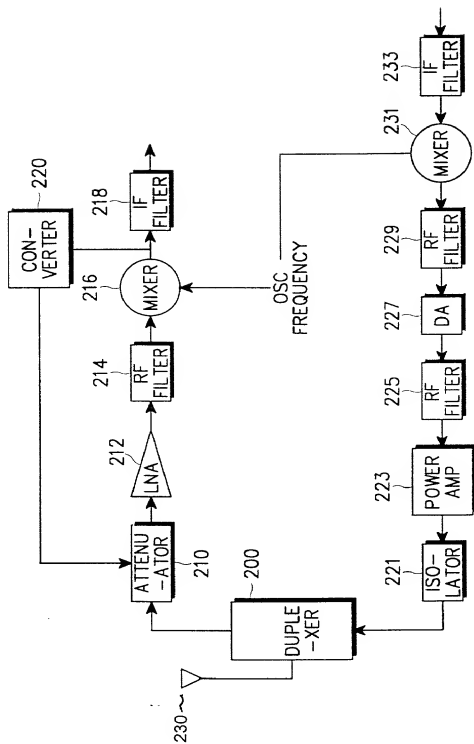 220
CON-
VERTER
218
IF
FILTER
216
MIXER
214
RF
FILTER
212
LNA
ATTENU
-ATOR
210
200
DUPLE
-XER
230
OSC
FREQUENCY
233
IF
FILTER
231
MIXER
229
RF
FILTER
227
DA
225
RF
FILTER
223
POWER
AMP
221
ISO-
LATOR